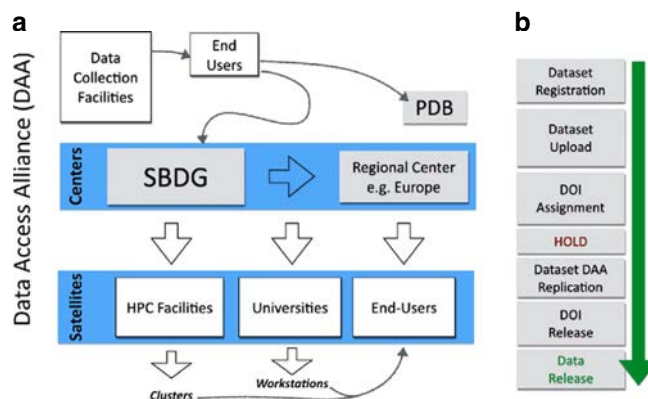 a
Data Access Alliance (DAA)
Data
Collection
Facilities
End
Users
PDB
Centers
SBDG
Regional Center
e.g. Europe
Satellites
HPC Facilities
Universities
End-Users
Clusters
Workstations
b
Dataset
Registration
Dataset
Upload
DOI
Assignment
HOLD
Dataset DAA
Replication
DOI
Release
Data
Release